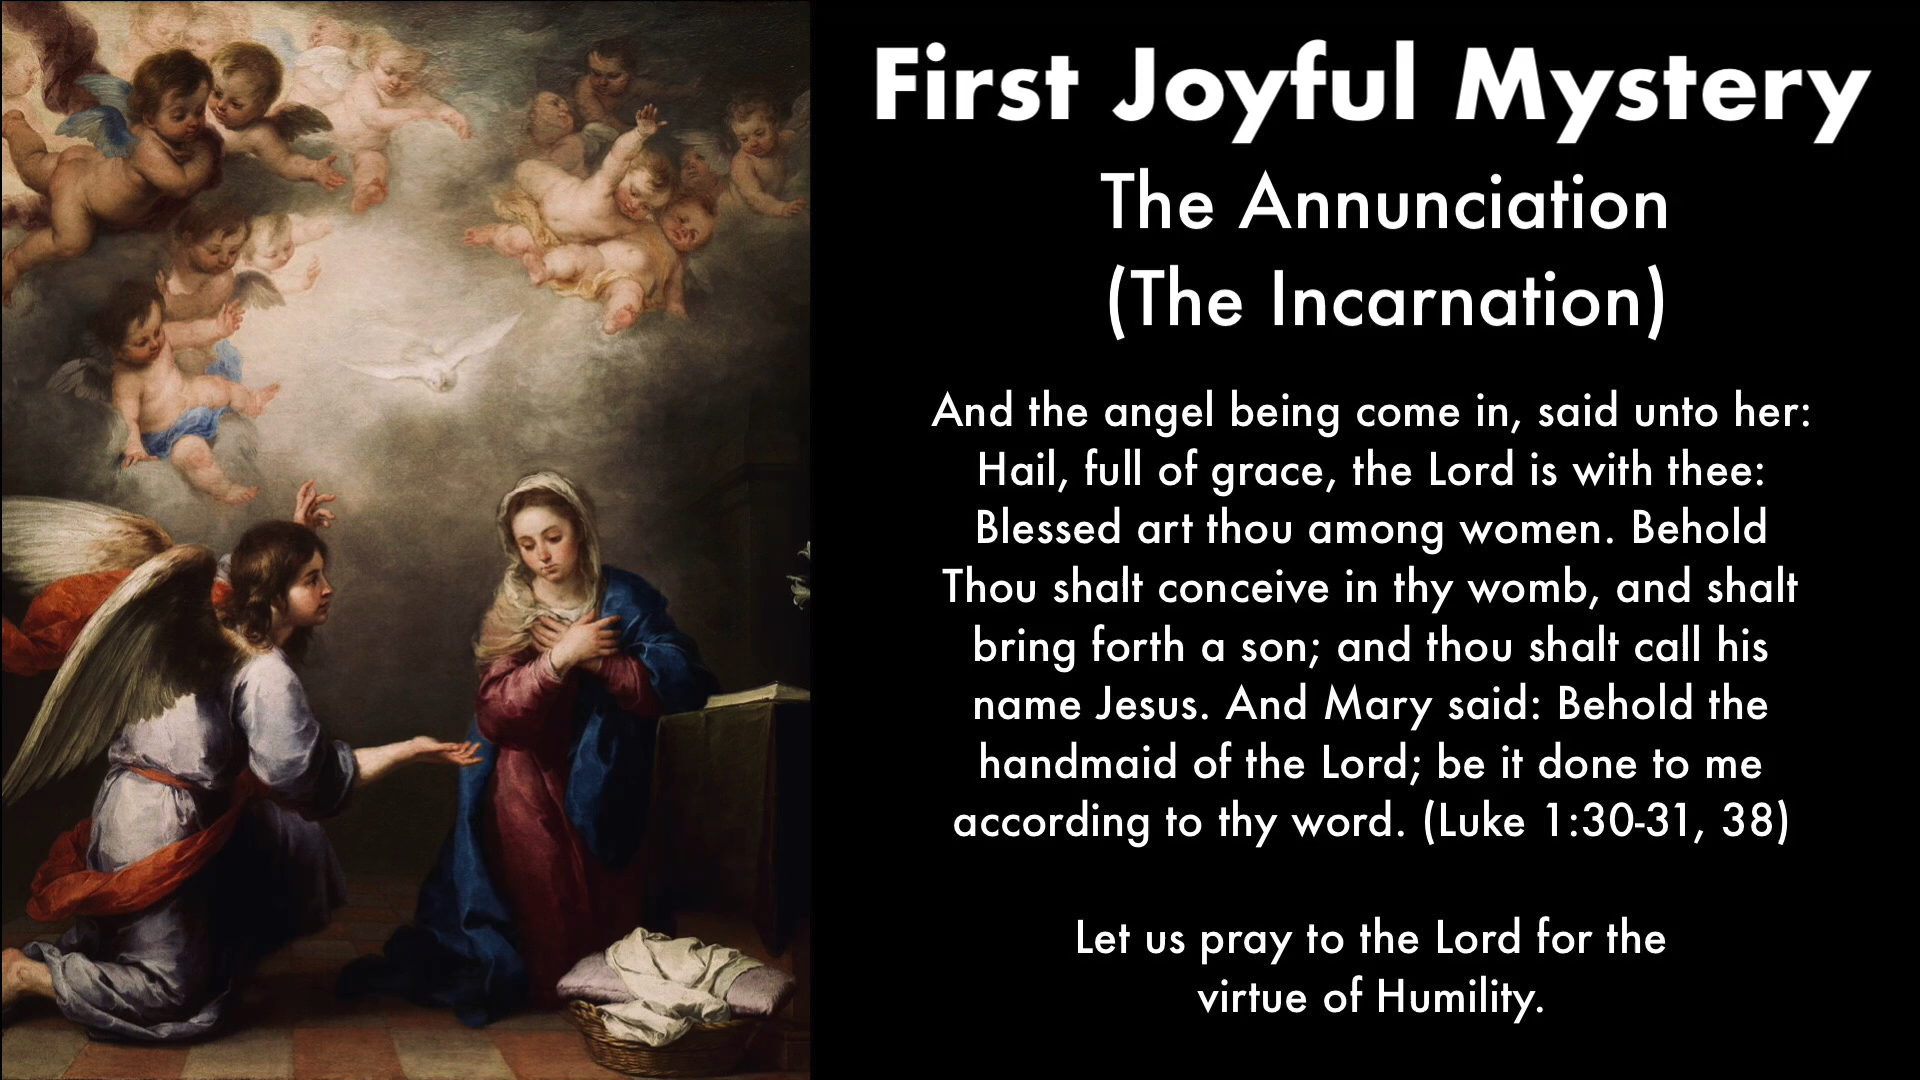 First Joyful Mystery
The Annunciation
(The Incarnation)
And the angel being come in, said unto her:
Hail, full of grace, the Lord is with thee:
Blessed art thou among women. Behold
Thou shalt conceive in thy womb, and shalt
bring forth a son; and thou shalt call his
name Jesus. And Mary said: Behold the
handmaid of the Lord; be it done to me
according to thy word. (Luke 1:30-31, 38)
Let us pray to the Lord for the
virtue of Humility.